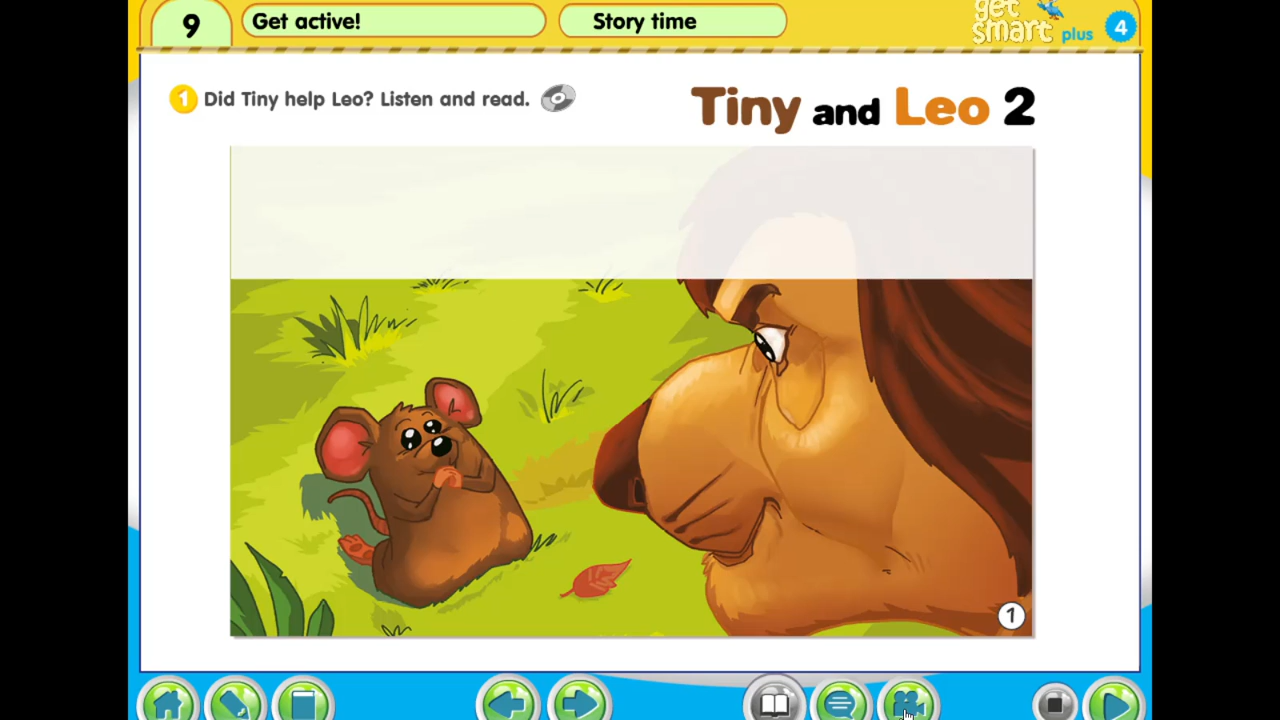 9 Get active! Story time
get smart plus 4
1 Did Tiny help Leo? Listen and read.
Tiny and Leo 2
1